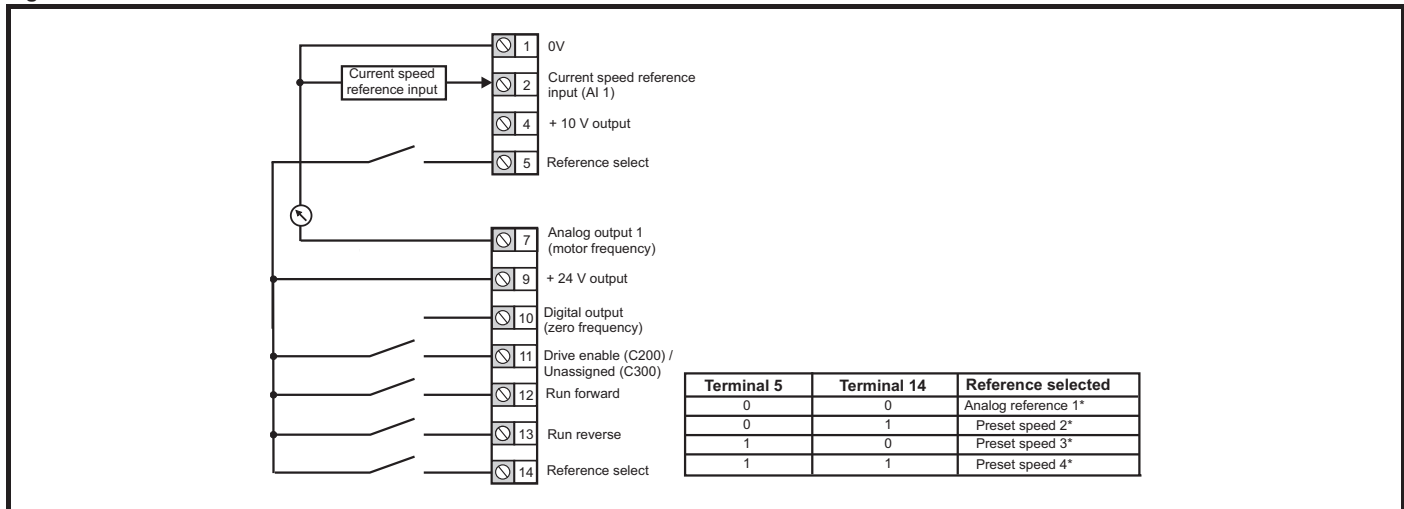 1 0V
Current speed
reference input
2 Current speed reference
input (AI 1)
4 + 10 V output
5 Reference select
7 Analog output 1
(motor frequency)
9 + 24 V output
10 Digital output
(zero frequency)
11 Drive enable (C200) /
Unassigned (C300)
12 Run forward
13 Run reverse
14 Reference select
Terminal 5 Terminal 14 Reference selected
0 0 Analog reference 1*
0 1 Preset speed 2*
1 0 Preset speed 3*
1 1 Preset speed 4*